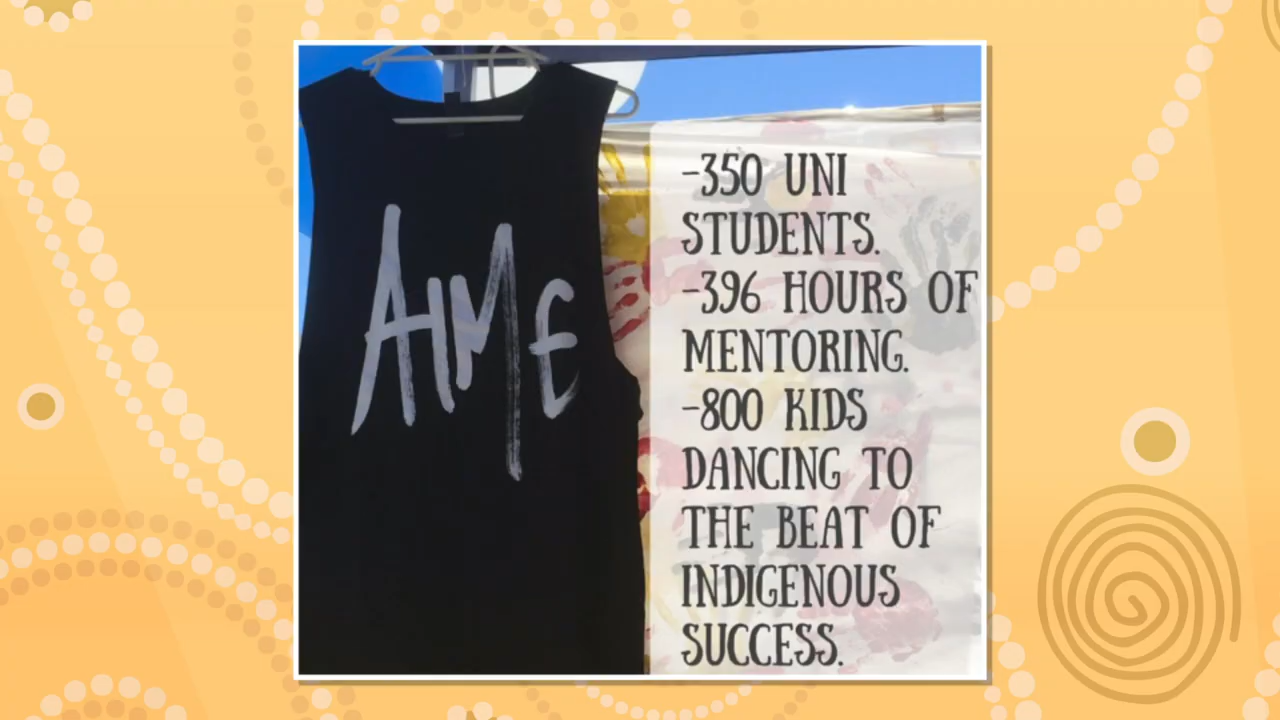 AIME
-350 UNI
STUDENTS.
-396 HOURS OF
MENTORING.
-800 KIDS
DANCING TO
THE BEAT OF
INDIGENOUS
SUCCESS.